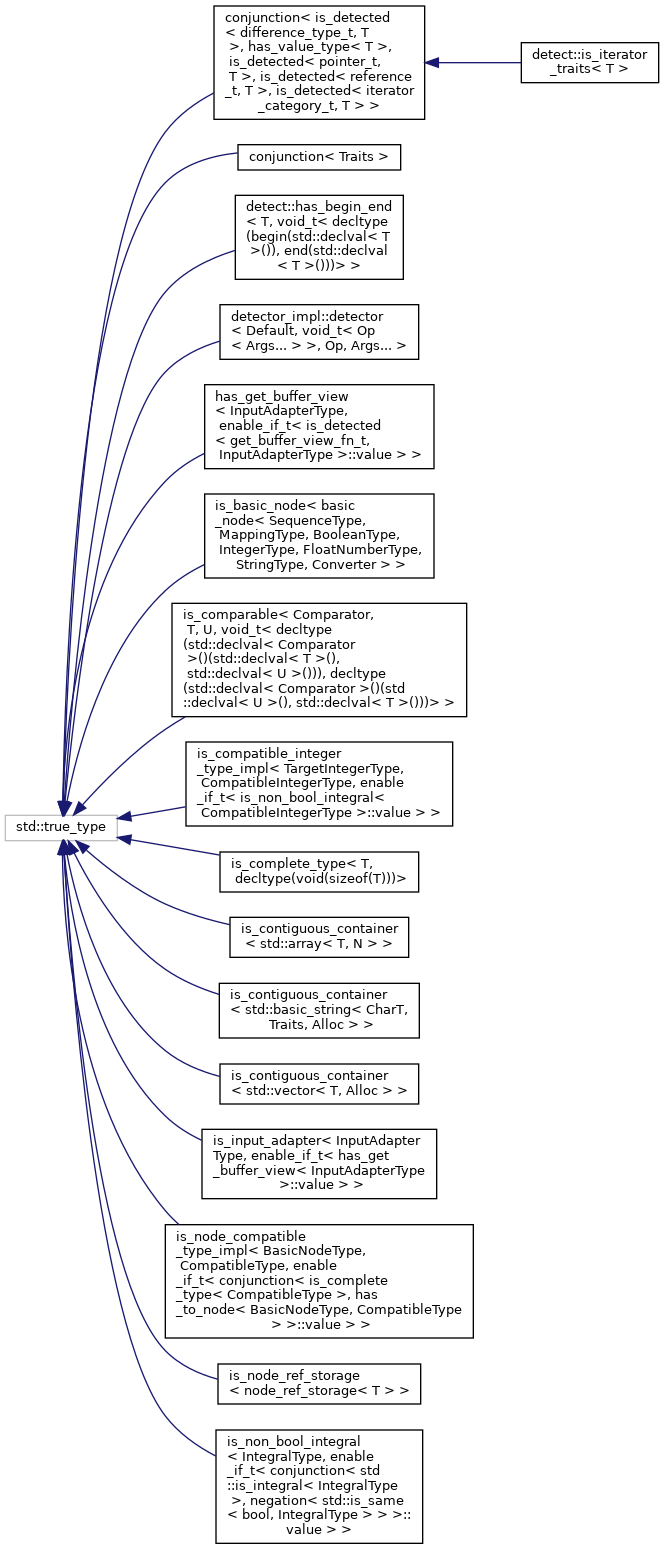 conjunction< is_detected
< difference_type_t, T
>, has_value_type< T >,
is_detected< pointer_t,
T >, is_detected< reference
_t, T >, is_detected< iterator
_category_t, T > >
detect::is_iterator
_traits< T >
conjunction< Traits >
detect::has_begin_end
< T, void_t< decltype
(begin(std::declval< T
>()), end(std::declval
< T >()))> >
detector_impl::detector
< Default, void_t< Op
< Args... > >, Op, Args... >
has_get_buffer_view
< InputAdapterType,
enable_if_t< is_detected
< get_buffer_view_fn_t,
InputAdapterType >::value > >
is_basic_node< basic
_node< SequenceType,
MappingType, BooleanType,
IntegerType, FloatNumberType,
StringType, Converter > >
is_comparable< Comparator,
T, U, void_t< decltype
(std::declval< Comparator
>()(std::declval< T >(),
std::declval< U >())), decltype
(std::declval< Comparator >()(std
::declval< U >(), std::declval< T >()))> >
is_compatible_integer
_type_impl< TargetIntegerType,
CompatibleIntegerType, enable
_if_t< is_non_bool_integral<
CompatibleIntegerType >::value > >
std::true_type
is_complete_type< T,
decltype(void(sizeof(T)))>
is_contiguous_container
< std::array< T, N > >
is_contiguous_container
< std::basic_string< CharT,
Traits, Alloc > >
is_contiguous_container
< std::vector< T, Alloc > >
is_input_adapter< InputAdapter
Type, enable_if_t< has_get
_buffer_view< InputAdapterType
>::value > >
is_node_compatible
_type_impl< BasicNodeType,
CompatibleType, enable
_if_t< conjunction< is_complete
_type< CompatibleType >, has
_to_node< BasicNodeType, CompatibleType
> >::value > >
is_node_ref_storage
< node_ref_storage< T > >
is_non_bool_integral
< IntegralType, enable
_if_t< conjunction< std
::is_integral< IntegralType
>, negation< std::is_same
< bool, IntegralType > > >::
value > >